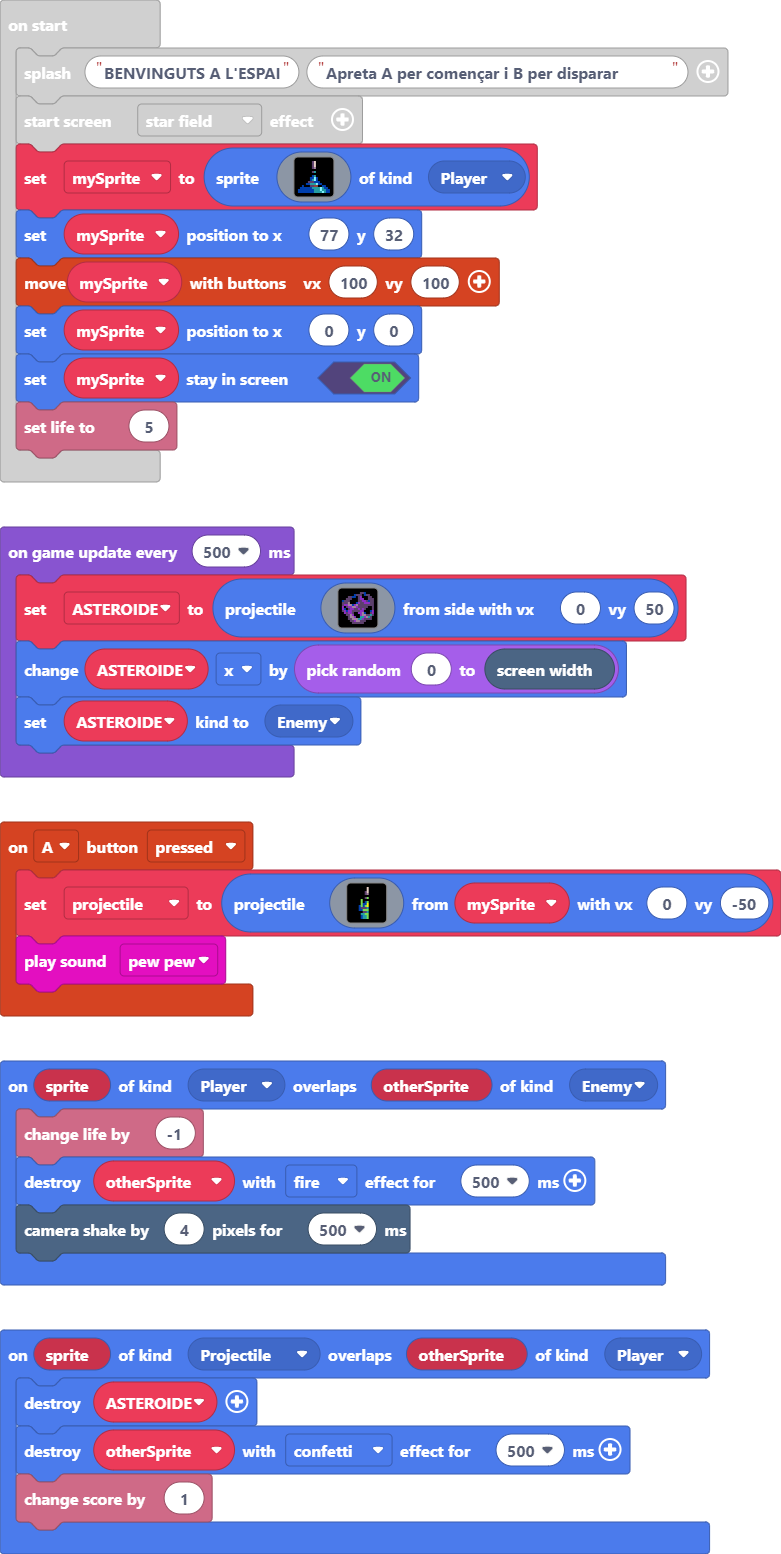 on start
splash "BENVINGUTS A L'ESPAI" "Apreta A per començar i B per disparar"
start screen star field effect
set mySprite to sprite of kind Player
set mySprite position to x 77 y 32
move mySprite with buttons vx 100 vy 100
set mySprite position to x 0 y 0
set mySprite stay in screen ON
set life to 5
on game update every 500 ms
set ASTEROIDE to projectile from side with vx 0 vy 50
change ASTEROIDE x by pick random 0 to screen width
set ASTEROIDE kind to Enemy
on A button pressed
set projectile to projectile from mySprite with vx 0 vy -50
play sound pew pew
on sprite of kind Player overlaps otherSprite of kind Enemy
change life by -1
destroy otherSprite with fire effect for 500 ms
camera shake by 4 pixels for 500 ms
on sprite of kind Projectile overlaps otherSprite of kind Player
destroy ASTEROIDE
destroy otherSprite with confetti effect for 500 ms
change score by 1